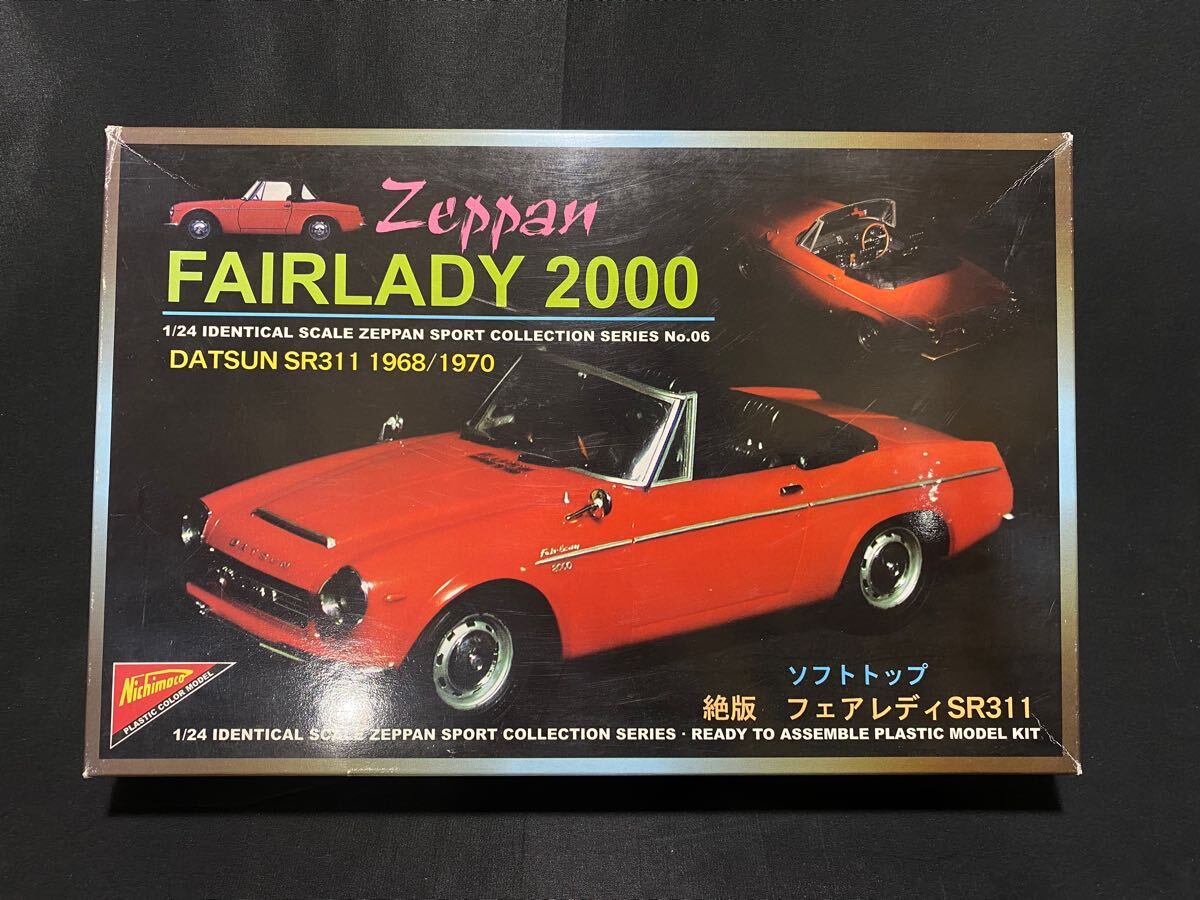 Zeppan
FAIRLADY 2000
1/24 IDENTICAL SCALE ZEPPAN SPORT COLLECTION SERIES No.06
DATSUN SR311 1968/1970
DATSUN
Fairlady
2000
Nichimoco
PLASTIC COLOR MODEL
ソフトトップ
絶版 フェアレディSR311
1/24 IDENTICAL SCALE ZEPPAN SPORT COLLECTION SERIES · READY TO ASSEMBLE PLASTIC MODEL KIT